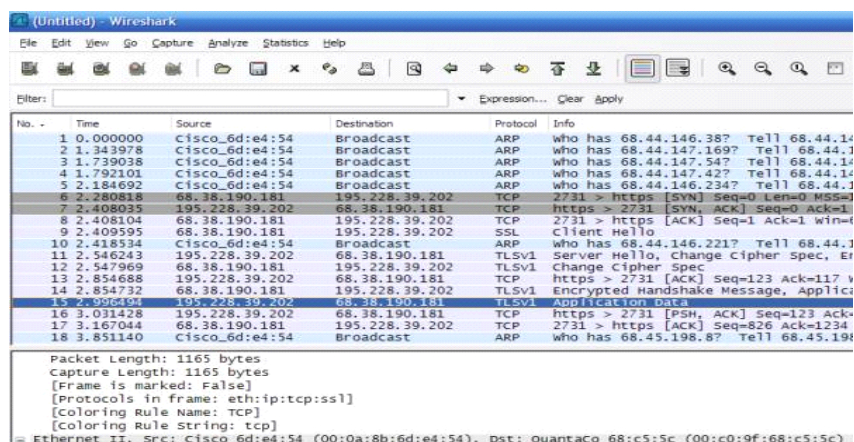 (Untitled) - Wireshark
File Edit View Go Capture Analyze Statistics Help
Filter: Expression... Clear Apply
No. - Time Source Destination Protocol Info
1 0.000000 Cisco_6d:e4:54 Broadcast ARP who has 68.44.146.38? Tell 68.44.14
2 1.343978 Cisco_6d:e4:54 Broadcast ARP who has 68.44.147.169? Tell 68.44.1
3 1.739038 Cisco_6d:e4:54 Broadcast ARP who has 68.44.147.54? Tell 68.44.14
4 1.792101 Cisco_6d:e4:54 Broadcast ARP who has 68.44.147.42? Tell 68.44.14
5 2.184692 Cisco_6d:e4:54 Broadcast ARP who has 68.44.146.234? Tell 68.44.1
6 2.280818 68.38.190.181 195.228.39.202 TCP 2731 > https [SYN] Seq=0 Len=0 MSS=1
7 2.408035 195.228.39.202 68.38.190.181 TCP https > 2731 [SYN, ACK] Seq=0 Ack=1
8 2.408104 68.38.190.181 195.228.39.202 TCP 2731 > https [ACK] Seq=1 Ack=1 Win=6
9 2.409595 68.38.190.181 195.228.39.202 SSL Client Hello
10 2.418534 Cisco_6d:e4:54 Broadcast ARP who has 68.44.146.221? Tell 68.44.1
11 2.546243 195.228.39.202 68.38.190.181 TLSv1 Server Hello, Change Cipher Spec, En
12 2.547969 68.38.190.181 195.228.39.202 TLSv1 Change Cipher Spec
13 2.854688 195.228.39.202 68.38.190.181 TCP https > 2731 [ACK] Seq=123 Ack=117 W
14 2.854732 68.38.190.181 195.228.39.202 TLSv1 Encrypted Handshake Message, Applica
15 2.996494 195.228.39.202 68.38.190.181 TLSv1 Application Data
16 3.031428 195.228.39.202 68.38.190.181 TCP https > 2731 [PSH, ACK] Seq=123 Ack=
17 3.167044 68.38.190.181 195.228.39.202 TCP 2731 > https [ACK] Seq=826 Ack=1234
18 3.851140 Cisco_6d:e4:54 Broadcast ARP who has 68.45.198.8? Tell 68.45.198
Packet Length: 1165 bytes
Capture Length: 1165 bytes
[Frame is marked: False]
[Protocols in frame: eth:ip:tcp:ssl]
[Coloring Rule Name: TCP]
[Coloring Rule String: tcp]
Ethernet II, Src: Cisco_6d:e4:54 (00:0a:8b:6d:e4:54), Dst: QuantaCo_68:c5:5c (00:c0:9f:68:c5:5c)